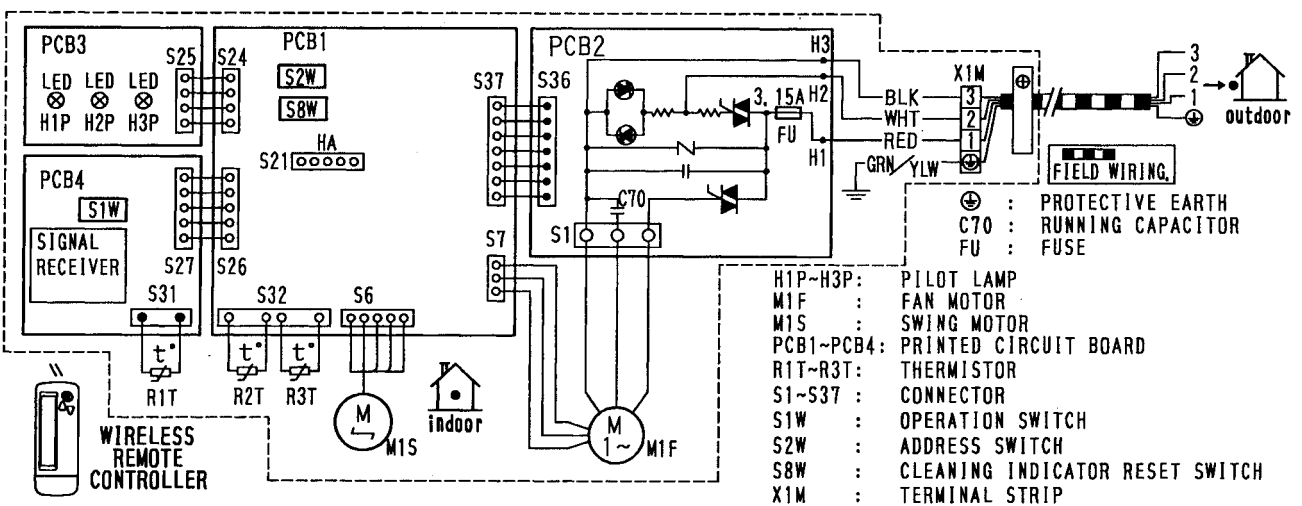 PCB3
LED LED LED
H1P H2P H3P
S25 S24
PCB1
S2W
S8W
HA
S21
S37 S36
PCB2
H3
H2
3. 15A
FU
H1
C70
S1
BLK
WHT
RED
GRN YLW
X1M
3
2
1
3
2
1
outdoor
FIELD WIRING.
PCB4
S1W
SIGNAL
RECEIVER
S27 S26
S31
S32
S6
S7
t°
t°
t°
R1T
R2T
R3T
M
M1S
indoor
M
1~
M1F
WIRELESS
REMOTE
CONTROLLER
: PROTECTIVE EARTH
C70 : RUNNING CAPACITOR
FU : FUSE
H1P~H3P: PILOT LAMP
M1F : FAN MOTOR
M1S : SWING MOTOR
PCB1~PCB4: PRINTED CIRCUIT BOARD
R1T~R3T: THERMISTOR
S1~S37 : CONNECTOR
S1W : OPERATION SWITCH
S2W : ADDRESS SWITCH
S8W : CLEANING INDICATOR RESET SWITCH
X1M : TERMINAL STRIP